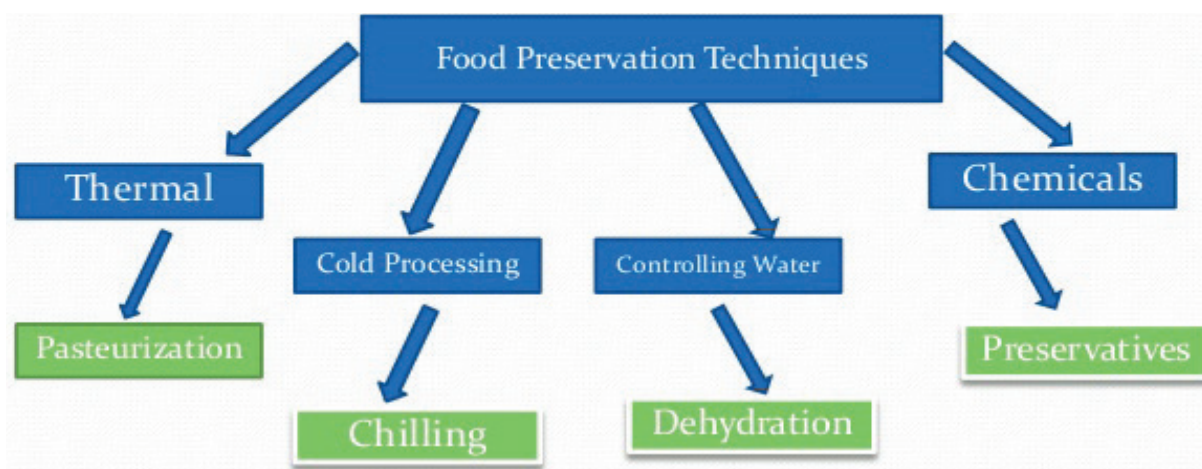 Food Preservation Techniques
Thermal
Chemicals
Cold Processing
Controlling Water
Pasteurization
Preservatives
Chilling
Dehydration